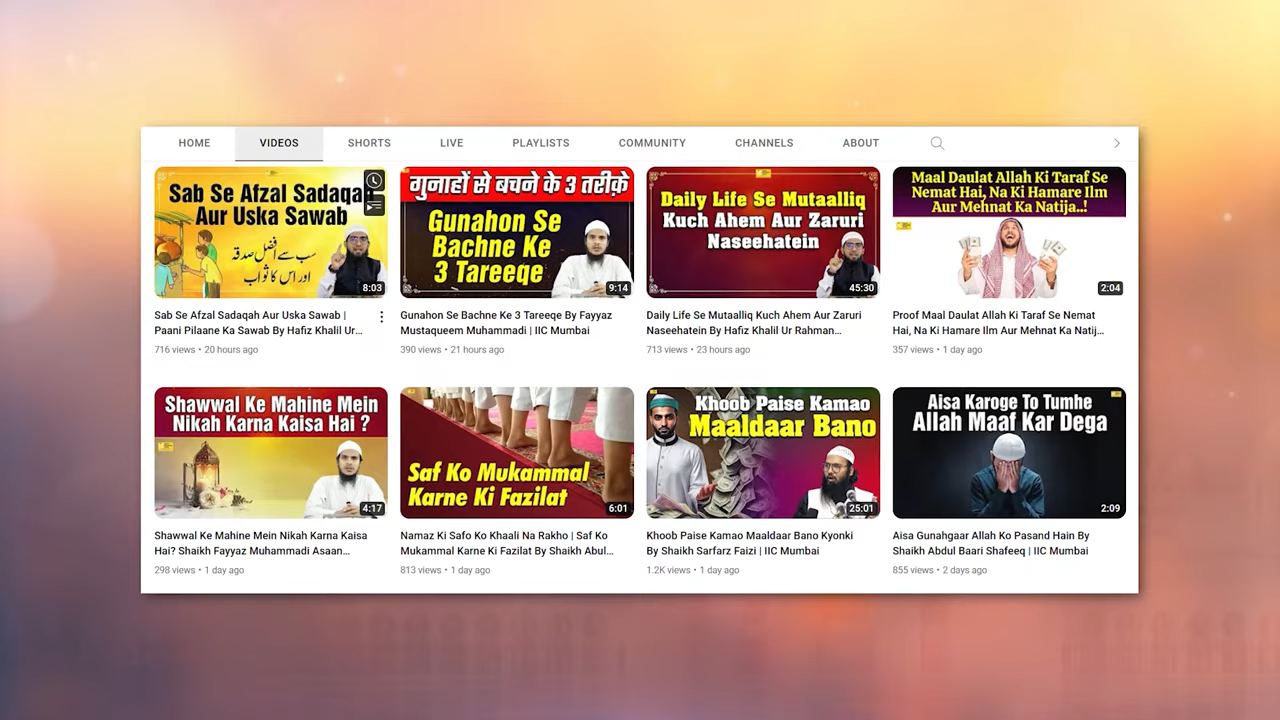 HOME VIDEOS SHORTS LIVE PLAYLISTS COMMUNITY CHANNELS ABOUT
Sab Se Afzal Sadaqah
Aur Uska Sawab
سب سے افضل صدقہ
اور اس کا ثواب
8:03
Sab Se Afzal Sadaqah Aur Uska Sawab |
Paani Pilaane Ka Sawab By Hafiz Khalil Ur...
716 views • 20 hours ago
गुनाहों से बचने के 3 तरीक़े
Gunahon Se
Bachne Ke
3 Tareeqe
9:14
Gunahon Se Bachne Ke 3 Tareeqe By Fayyaz
Mustaqueem Muhammadi | IIC Mumbai
390 views • 21 hours ago
Daily Life Se Mutaalliq
Kuch Ahem Aur Zaruri
Naseehatein
45:30
Daily Life Se Mutaalliq Kuch Ahem Aur Zaruri
Naseehatein By Hafiz Khalil Ur Rahman...
713 views • 23 hours ago
Maal Daulat Allah Ki Taraf Se
Nemat Hai, Na Ki Hamare Ilm
Aur Mehnat Ka Natija..!
2:04
Proof Maal Daulat Allah Ki Taraf Se Nemat
Hai, Na Ki Hamare Ilm Aur Mehnat Ka Natij...
357 views • 1 day ago
Shawwal Ke Mahine Mein
Nikah Karna Kaisa Hai ?
4:17
Shawwal Ke Mahine Mein Nikah Karna Kaisa
Hai? Shaikh Fayyaz Muhammadi Asaan...
298 views • 1 day ago
Saf Ko Mukammal
Karne Ki Fazilat
6:01
Namaz Ki Safo Ko Khaali Na Rakho | Saf Ko
Mukammal Karne Ki Fazilat By Shaikh Abul...
813 views • 1 day ago
Khoob Paise Kamao
Maaldaar Bano
25:01
Khoob Paise Kamao Maaldaar Bano Kyonki
By Shaikh Sarfarz Faizi | IIC Mumbai
1.2K views • 1 day ago
Aisa Karoge To Tumhe
Allah Maaf Kar Dega
2:09
Aisa Gunahgaar Allah Ko Pasand Hain By
Shaikh Abdul Baari Shafeeq | IIC Mumbai
855 views • 2 days ago